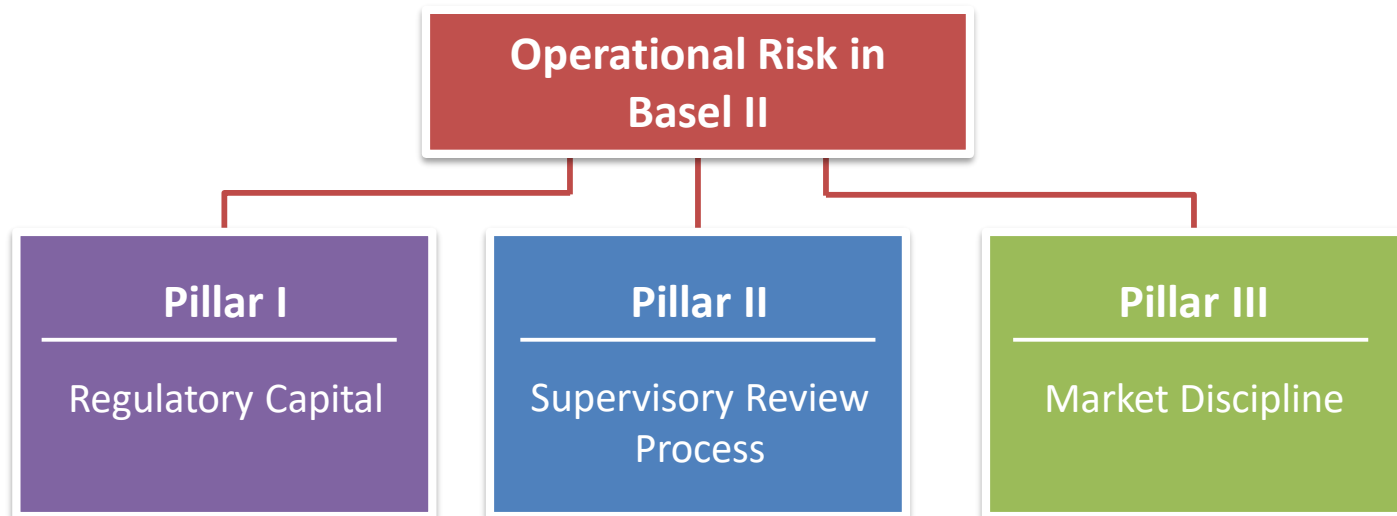 Operational Risk in
Basel II
Pillar I
Regulatory Capital
Pillar II
Supervisory Review
Process
Pillar III
Market Discipline